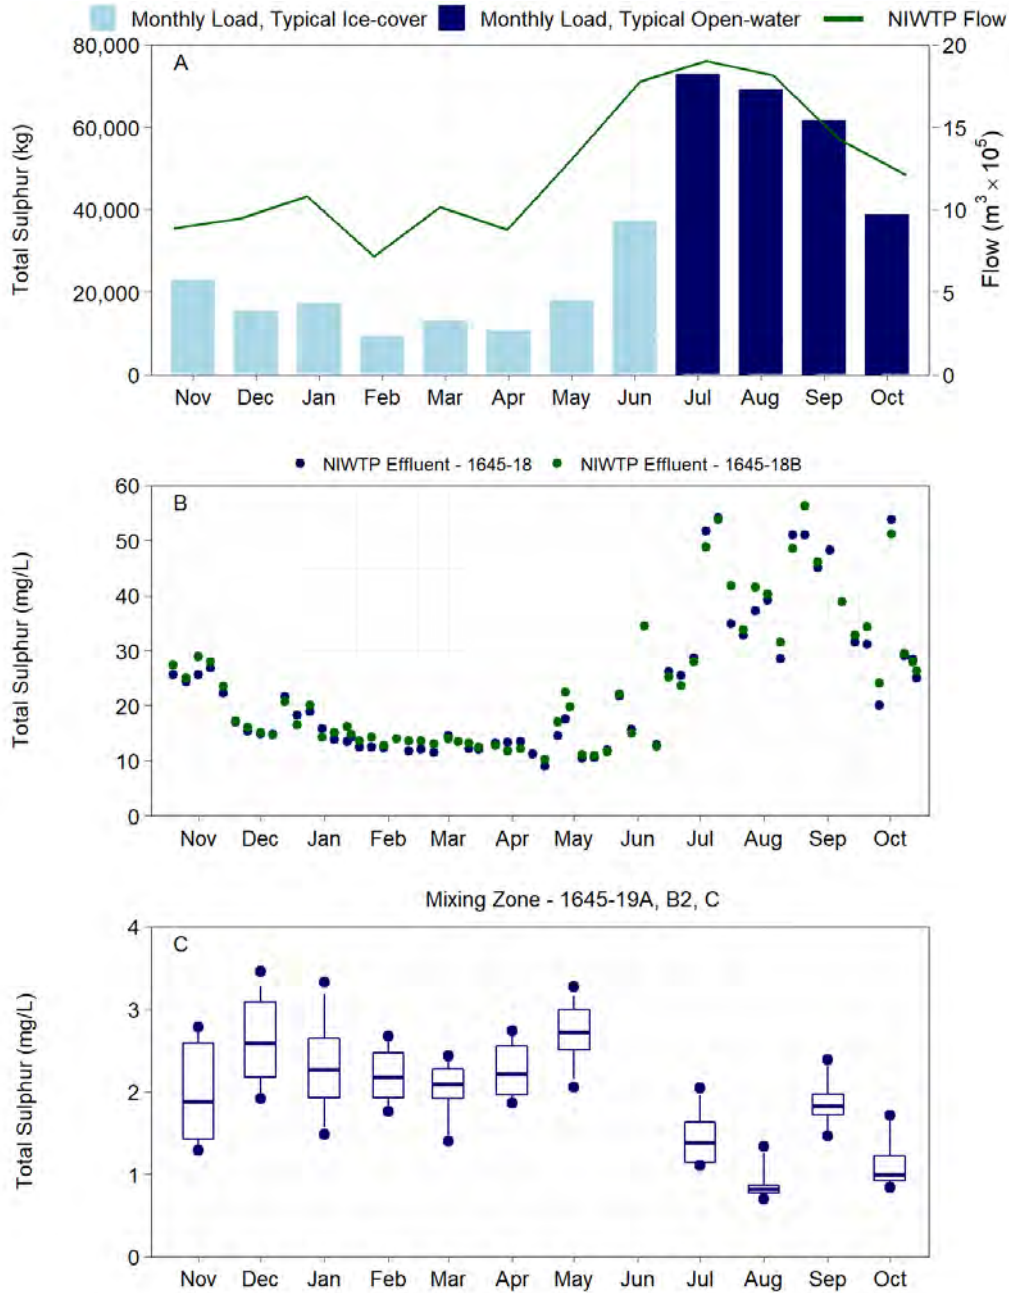 Monthly Load, Typical Ice-cover Monthly Load, Typical Open-water NIWTP Flow
A
80,000
60,000
40,000
20,000
0
Total Sulphur (kg)
20
15
10
5
0
Flow (m³ × 10⁵)
Nov Dec Jan Feb Mar Apr May Jun Jul Aug Sep Oct
NIWTP Effluent - 1645-18 NIWTP Effluent - 1645-18B
B
60
50
40
30
20
10
0
Total Sulphur (mg/L)
Nov Dec Jan Feb Mar Apr May Jun Jul Aug Sep Oct
Mixing Zone - 1645-19A, B2, C
C
4
3
2
1
0
Total Sulphur (mg/L)
Nov Dec Jan Feb Mar Apr May Jun Jul Aug Sep Oct